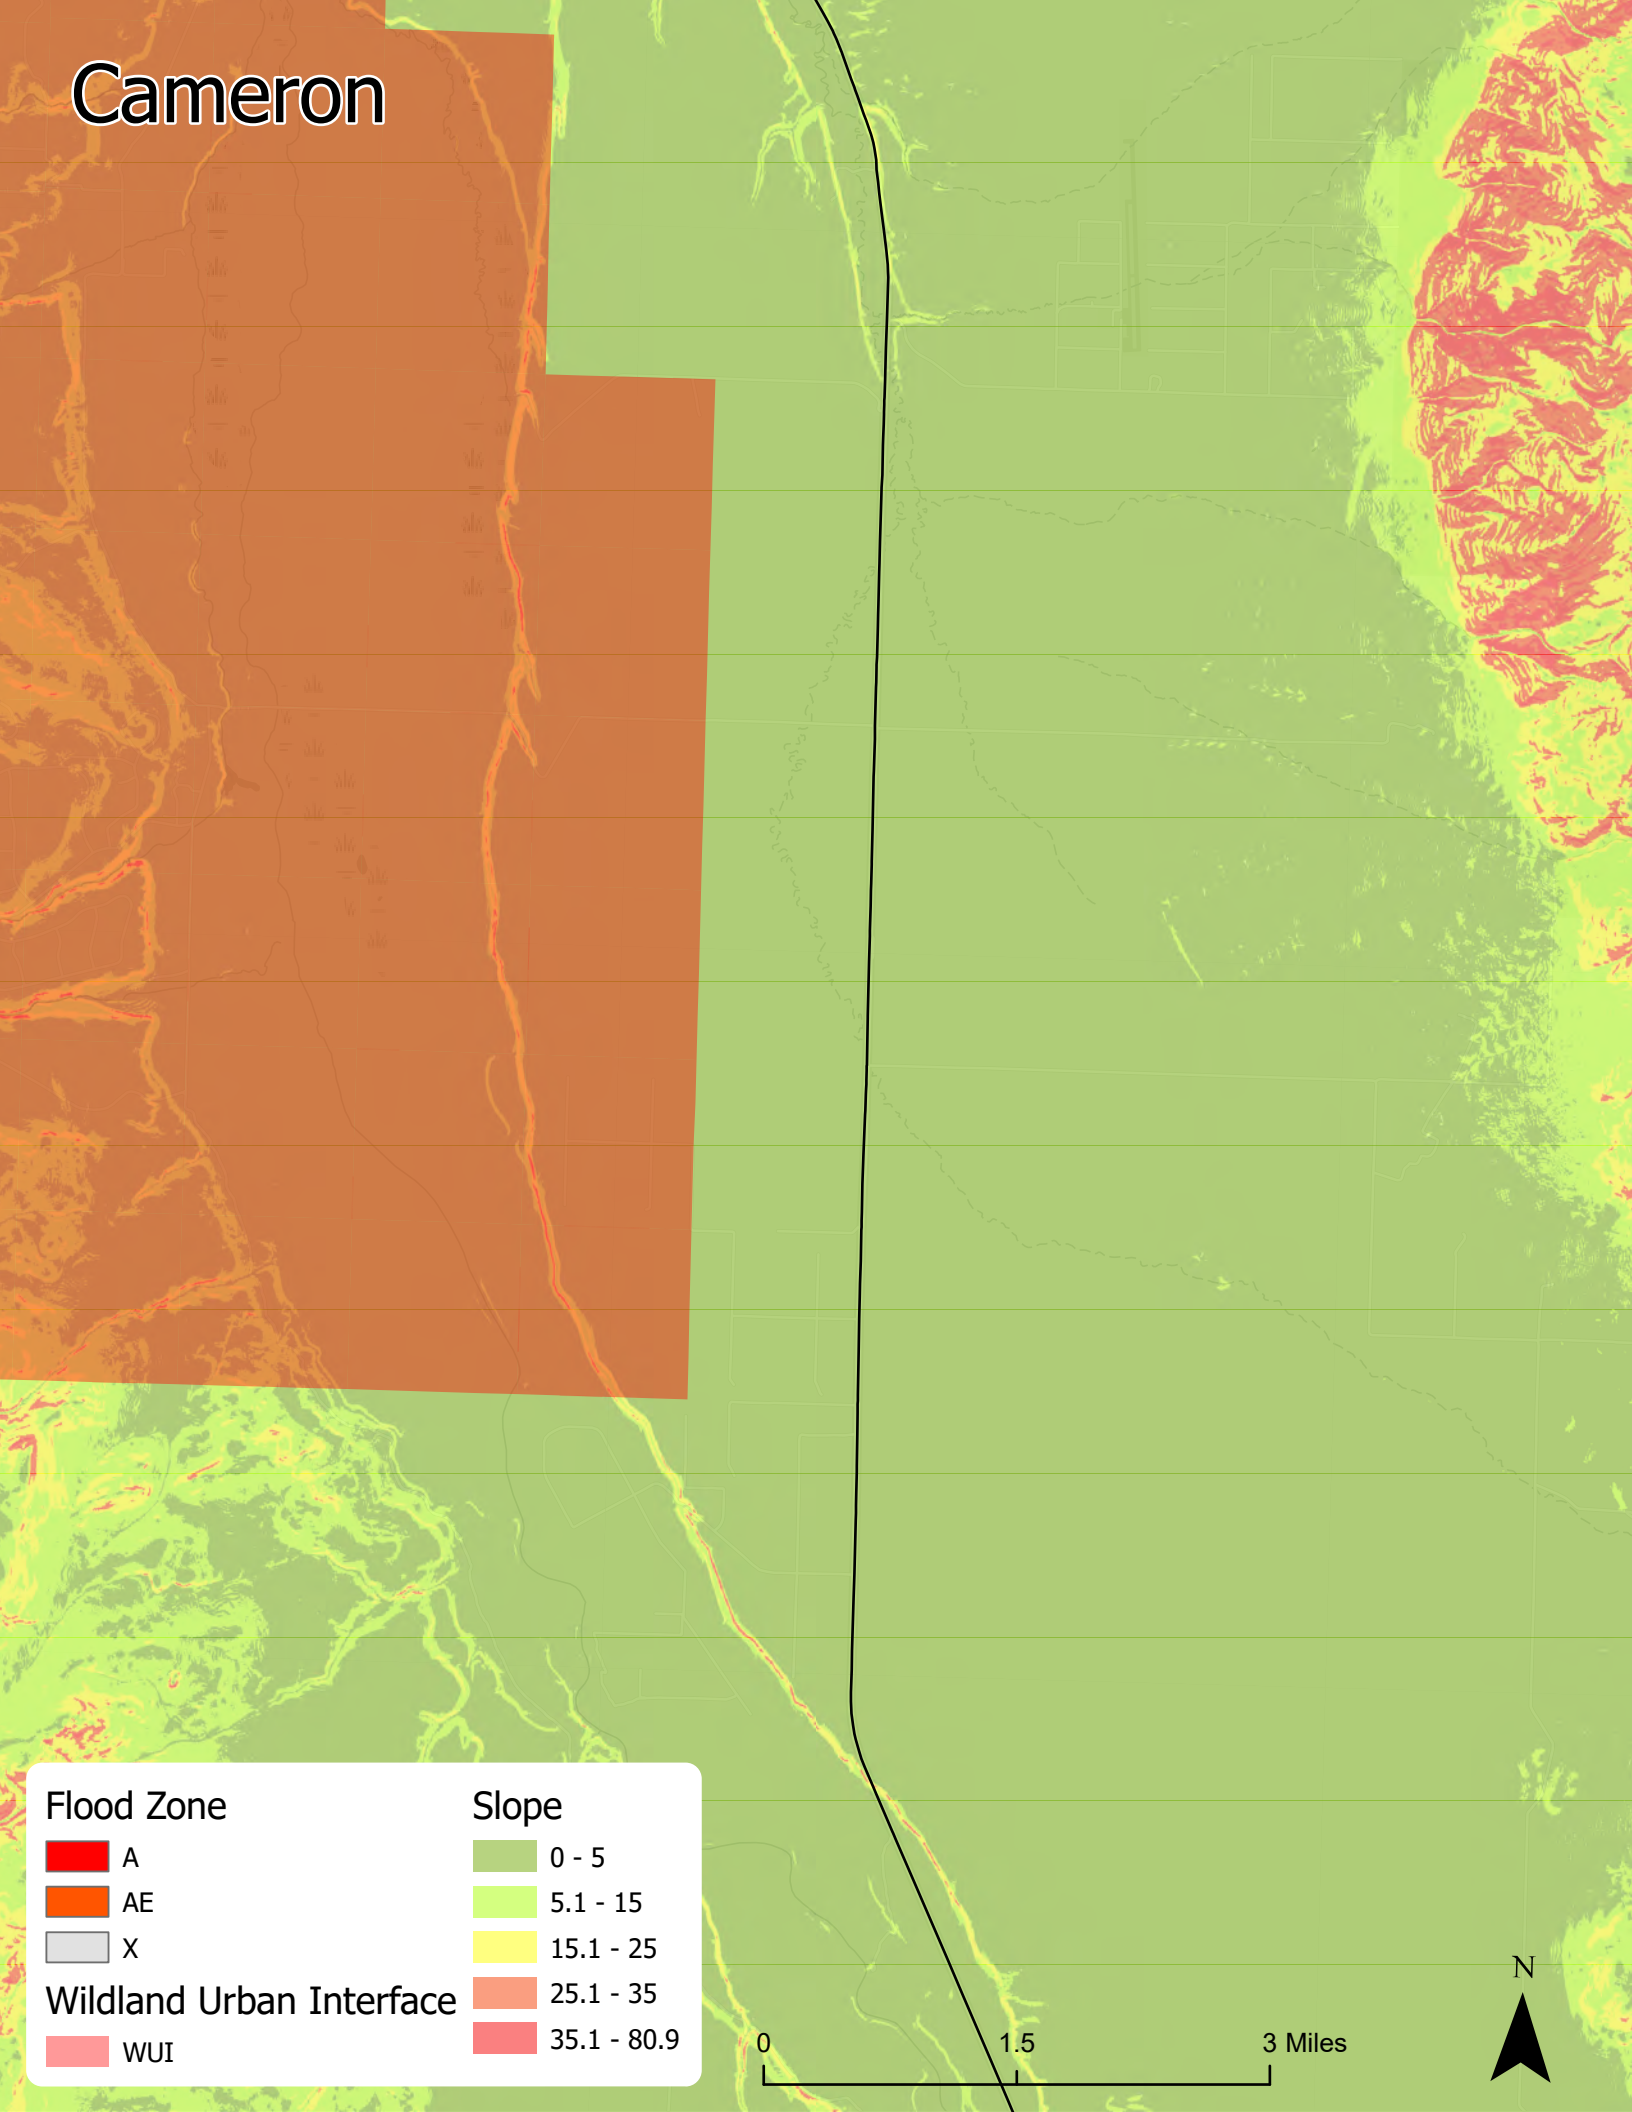 Cameron
Flood Zone
A
AE
X
Wildland Urban Interface
WUI
Slope
0 - 5
5.1 - 15
15.1 - 25
25.1 - 35
35.1 - 80.9
0 1.5 3 Miles
N